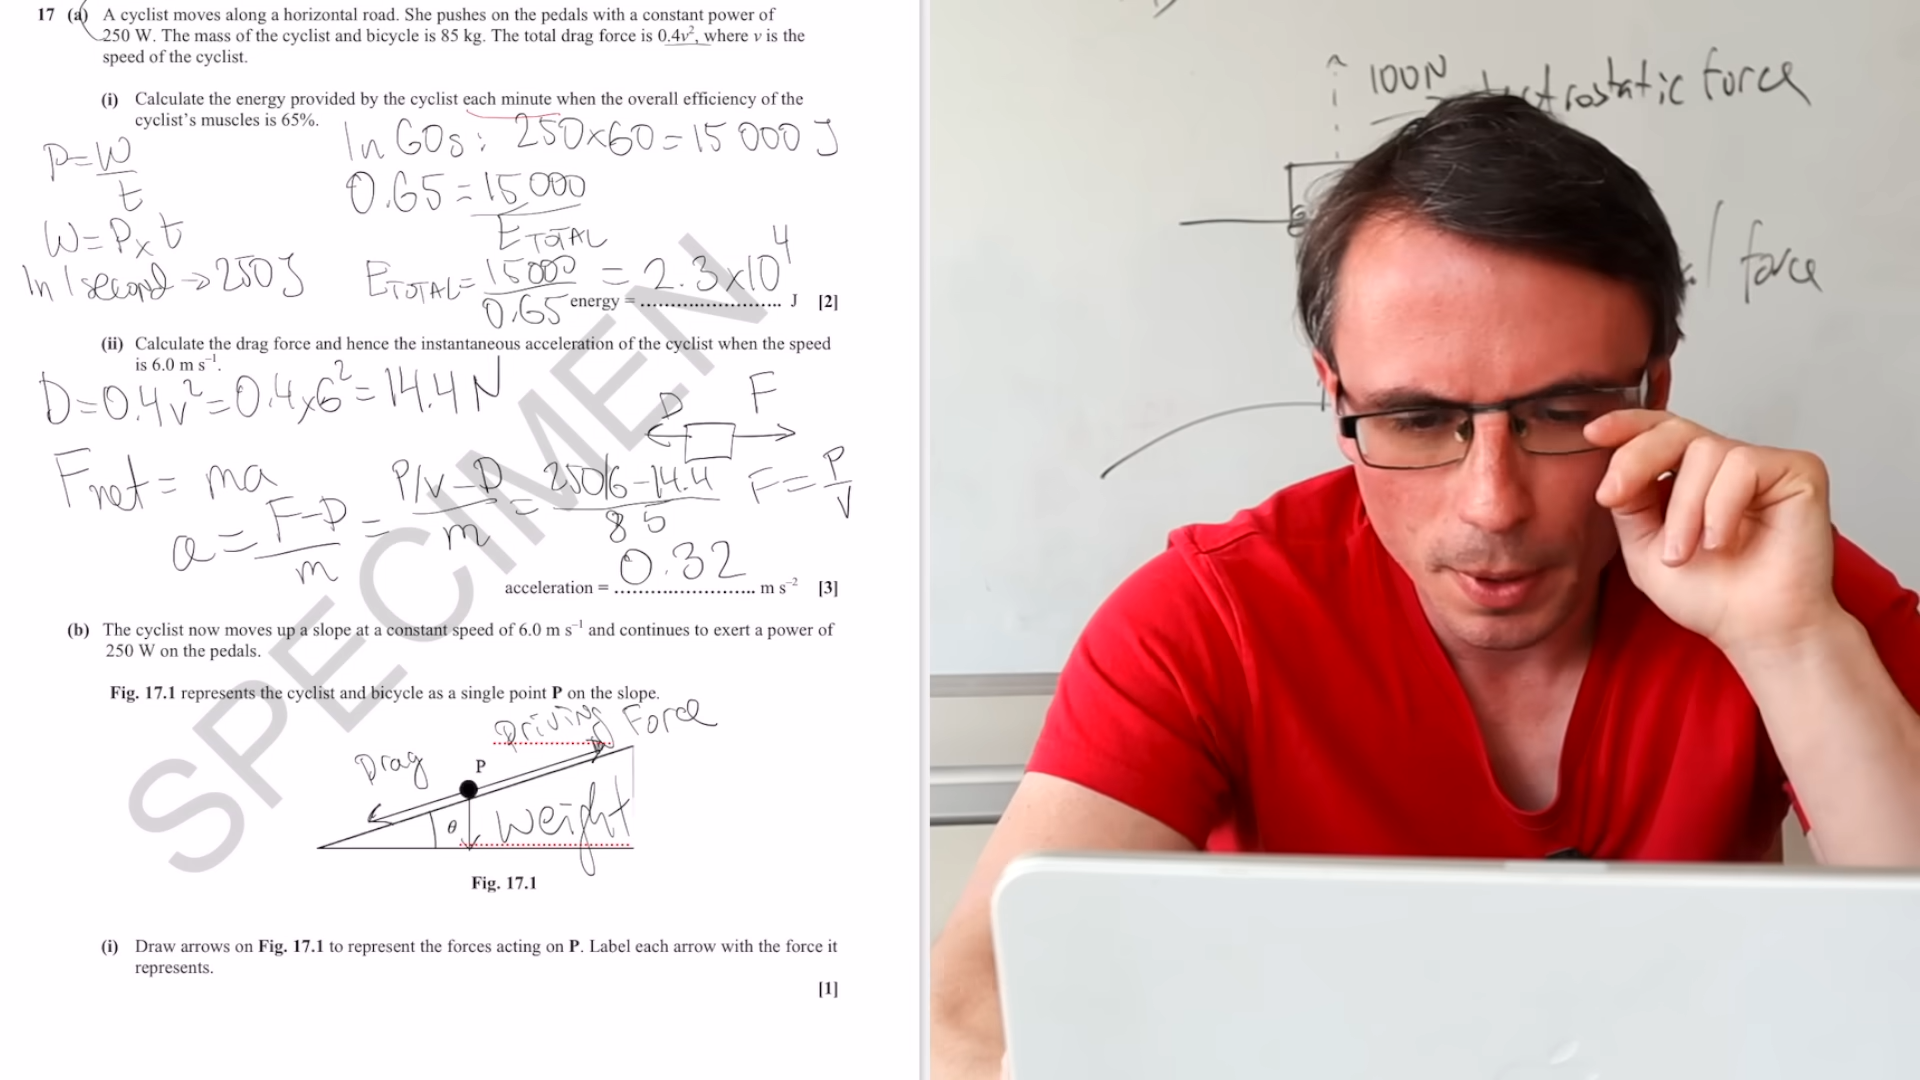 17 (a) A cyclist moves along a horizontal road. She pushes on the pedals with a constant power of
250 W. The mass of the cyclist and bicycle is 85 kg. The total drag force is 0.4v², where v is the
speed of the cyclist.
(i) Calculate the energy provided by the cyclist each minute when the overall efficiency of the
cyclist's muscles is 65%.
In 60s: 250×60=15 000 J
P=W/t
0.65=15 000/E TOTAL
W=P×t
In 1 second → 250J
E TOTAL=15000/0.65 = 2.3×10⁴
energy = .......................... J [2]
(ii) Calculate the drag force and hence the instantaneous acceleration of the cyclist when the speed
is 6.0 m s⁻¹.
D=0.4v²=0.4×6²=14.4N
D F
Fnet = ma
F=P/V
a = F-D/m = P/v-D/m = 250/6-14.4/85
0.32
acceleration = .......................... m s⁻² [3]
(b) The cyclist now moves up a slope at a constant speed of 6.0 m s⁻¹ and continues to exert a power of
250 W on the pedals.
Fig. 17.1 represents the cyclist and bicycle as a single point P on the slope.
Driving Force
Drag P
θ Weight
Fig. 17.1
(i) Draw arrows on Fig. 17.1 to represent the forces acting on P. Label each arrow with the force it
represents.
[1]
SPECIMEN
100N
force
force